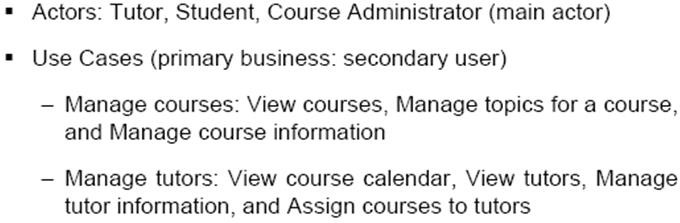 ▪ Actors: Tutor, Student, Course Administrator (main actor)
▪ Use Cases (primary business: secondary user)
– Manage courses: View courses, Manage topics for a course,
and Manage course information
– Manage tutors: View course calendar, View tutors, Manage
tutor information, and Assign courses to tutors